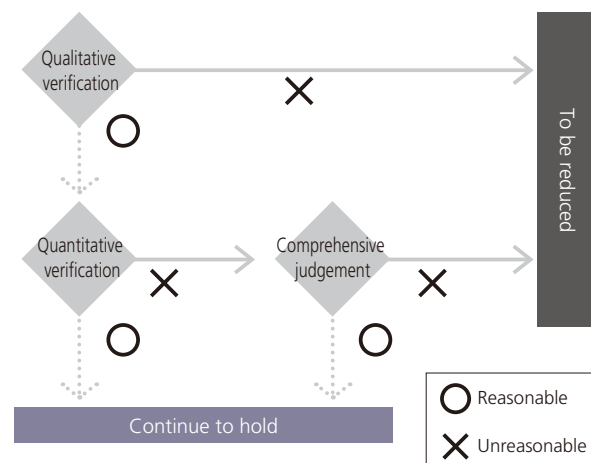 Qualitative
verification
To be reduced
Quantitative
verification
Comprehensive
judgement
Continue to hold
Reasonable
Unreasonable